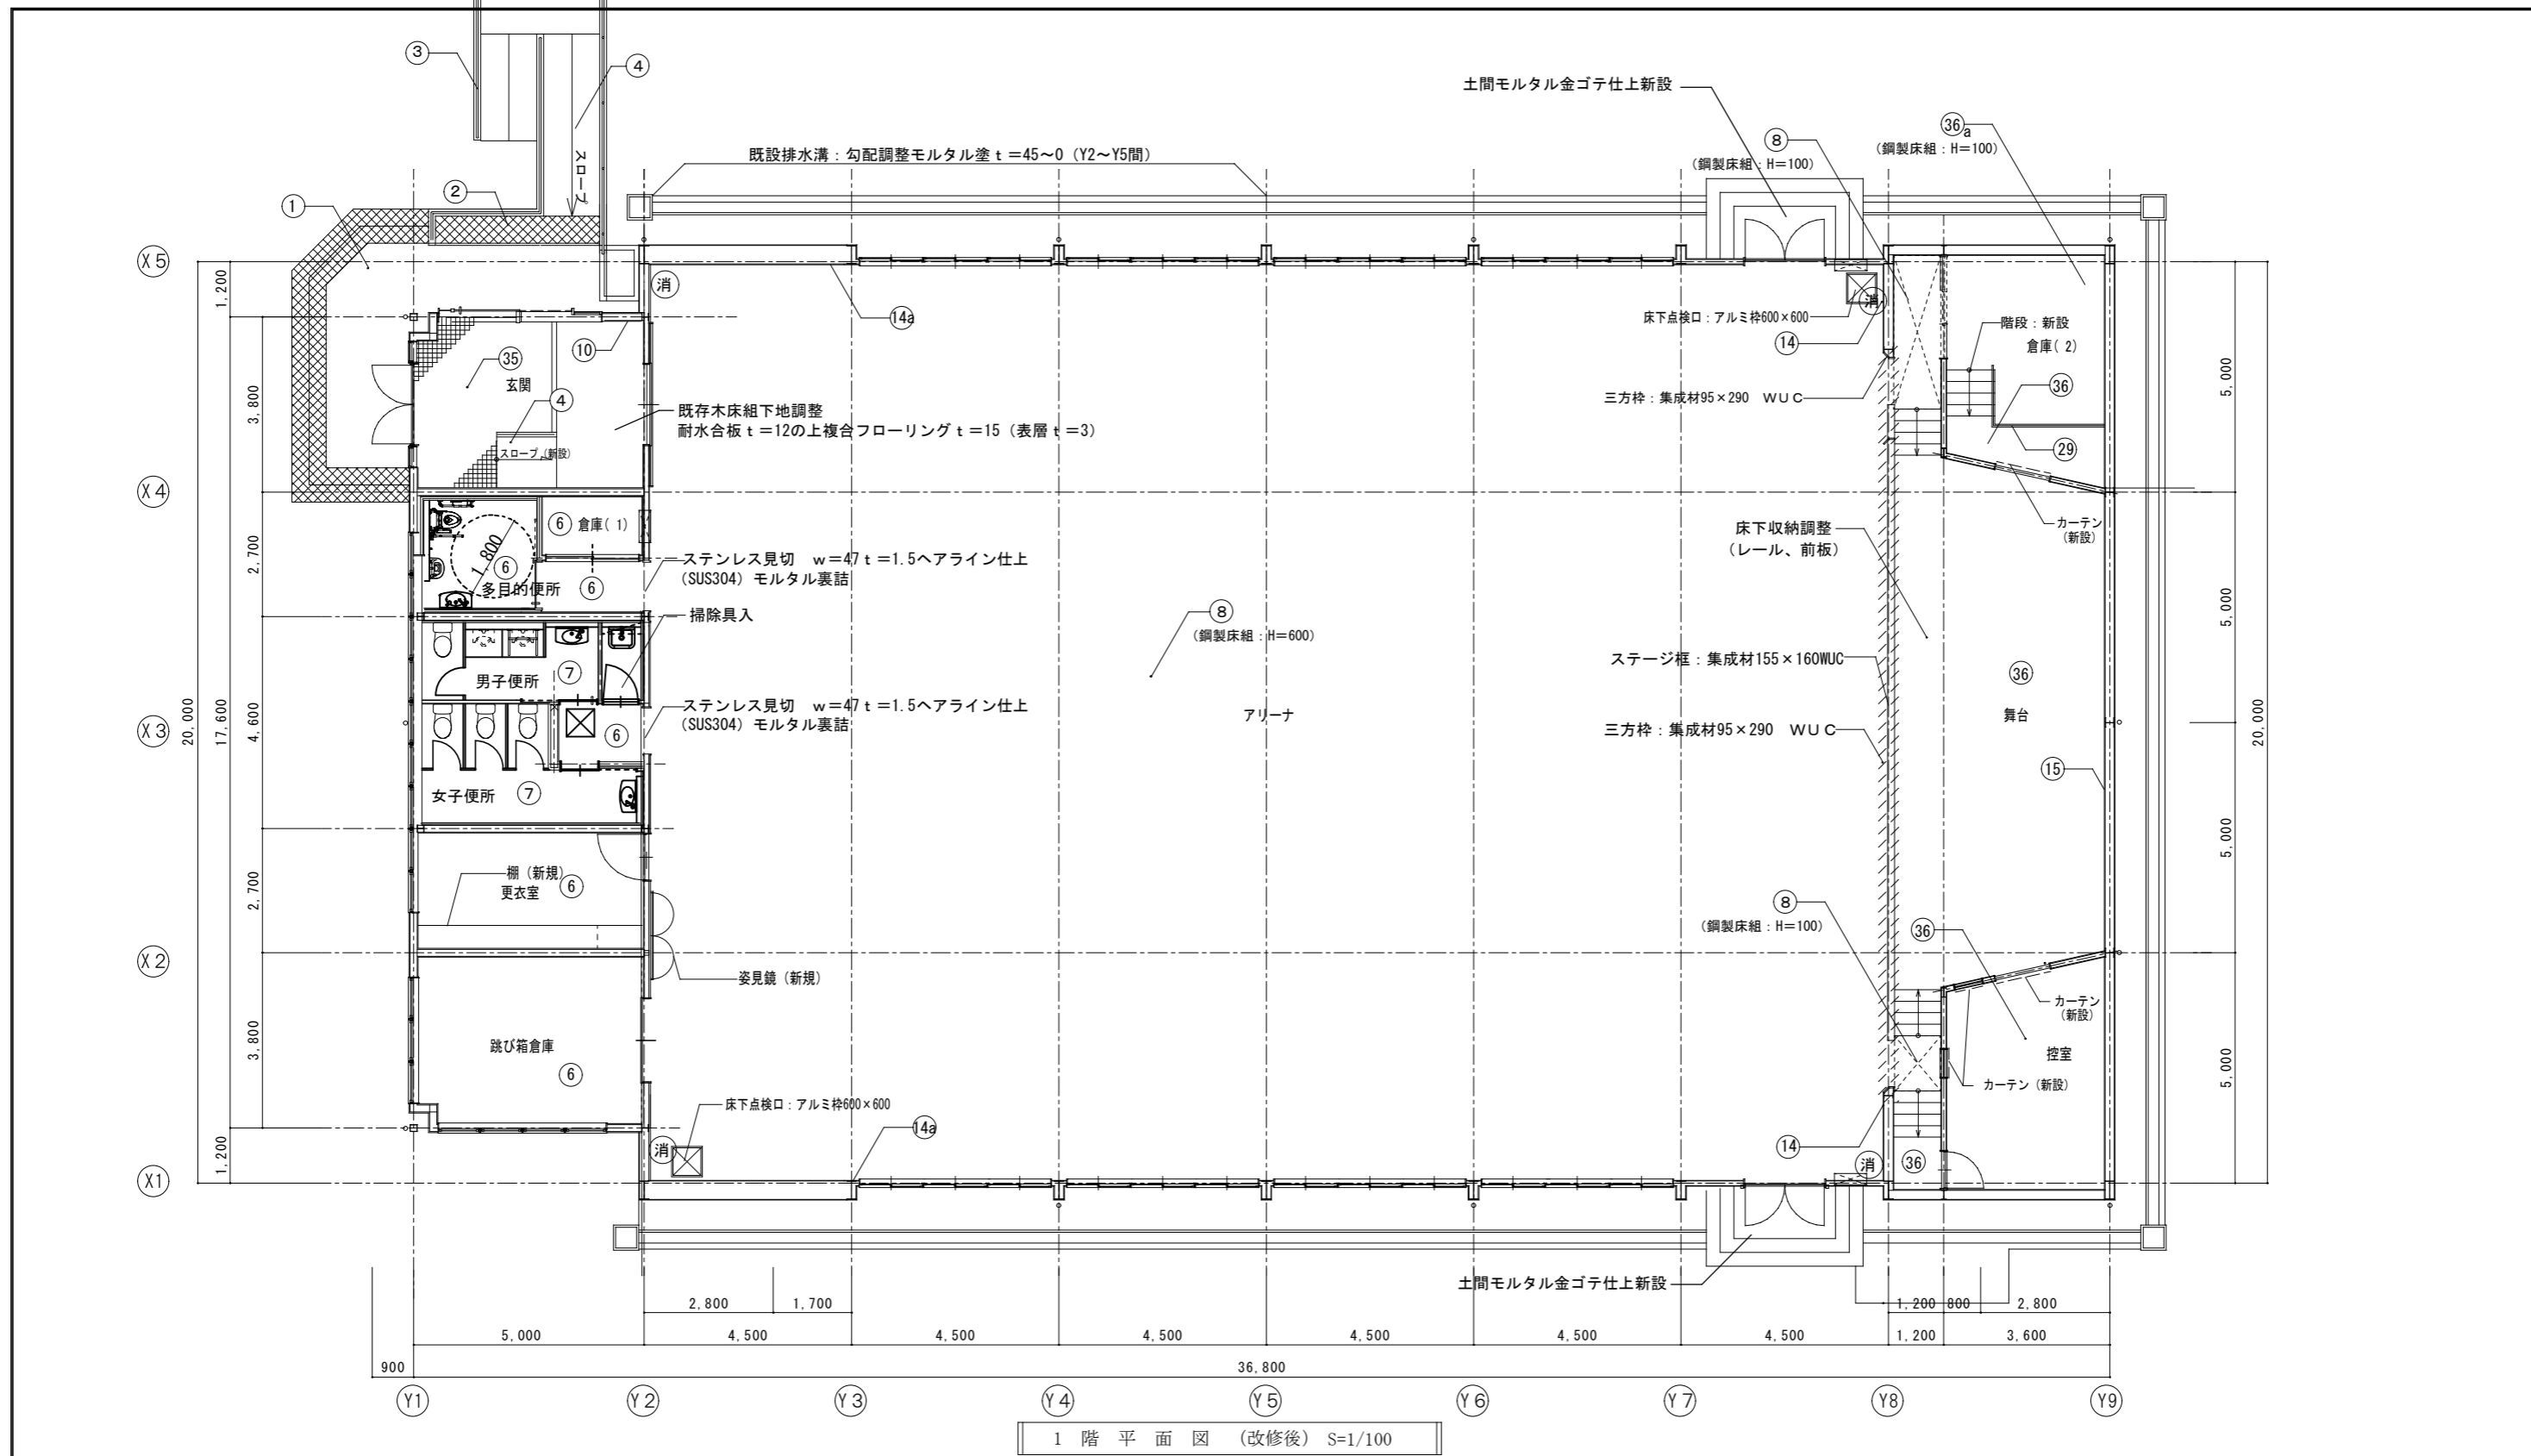 ③
④
スロープ
②
①
既設排水溝：勾配調整モルタル塗ｔ＝45～0（Y2～Y5間）
土間モルタル金ゴテ仕上新設
⑧
（鋼製床組：H＝100）
36a
（鋼製床組：H＝100）
X5
1,200
消
14a
⑩
㉟
玄関
④
スロープ（新設）
既存木床組下地調整
耐水合板ｔ＝12の上複合フローリングｔ＝15（表層ｔ＝3）
床下点検口：アルミ枠600×600
消
⑭
三方枠：集成材95×290　ＷＵＣ
階段：新設
倉庫(2)
㊱
㉙
カーテン
（新設）
3,800
5,000
X4
⑥
倉庫(1)
1,800
⑥
多目的便所
⑥
ステンレス見切　ｗ＝47ｔ＝1.5ヘアライン仕上
（SUS304）モルタル裏詰
掃除具入
2,700
男子便所
⑦
ステンレス見切　ｗ＝47ｔ＝1.5ヘアライン仕上
（SUS304）モルタル裏詰
⑥
女子便所
⑦
X3
20,000
17,600
4,600
⑧
（鋼製床組：H＝600）
アリーナ
床下収納調整
（レール、前板）
ステージ框：集成材155×160WUC
三方枠：集成材95×290　ＷＵＣ
㊱
舞台
⑮
5,000
20,000
5,000
棚（新規）
更衣室
⑥
2,700
⑧
（鋼製床組：H＝100）
㊱
X2
姿見鏡（新規）
跳び箱倉庫
⑥
3,800
カーテン
（新設）
控室
カーテン（新設）
5,000
床下点検口：アルミ枠600×600
消
14a
⑭
消
㊱
1,200
X1
土間モルタル金ゴテ仕上新設
2,800
1,700
1,200
800
2,800
5,000
4,500
4,500
4,500
4,500
4,500
4,500
1,200
3,600
900
36,800
Y1
Y2
Y3
Y4
Y5
Y6
Y7
Y8
Y9
1　階　平　面　図　（改修後）　S=1/100